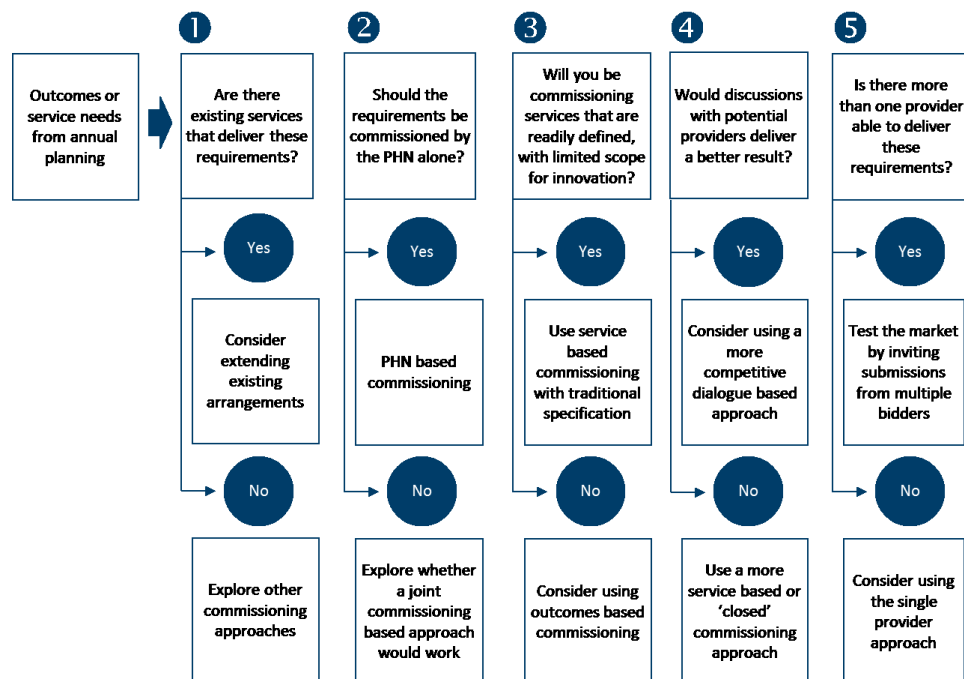 1
2
3
4
5
Outcomes or
service needs
from annual
planning
Are there
existing services
that deliver these
requirements?
Should the
requirements be
commissioned by
the PHN alone?
Will you be
commissioning
services that are
readily defined,
with limited scope
for innovation?
Would discussions
with potential
providers deliver
a better result?
Is there more
than one provider
able to deliver
these
requirements?
Yes
Yes
Yes
Yes
Yes
Consider
extending
existing
arrangements
PHN based
commissioning
Use service
based
commissioning
with traditional
specification
Consider using a
more
competitive
dialogue based
approach
Test the market
by inviting
submissions
from multiple
bidders
No
No
No
No
No
Explore other
commissioning
approaches
Explore whether
a joint
commissioning
based approach
would work
Consider using
outcomes based
commissioning
Use a more
service based or
‘closed’
commissioning
approach
Consider using
the single
provider
approach